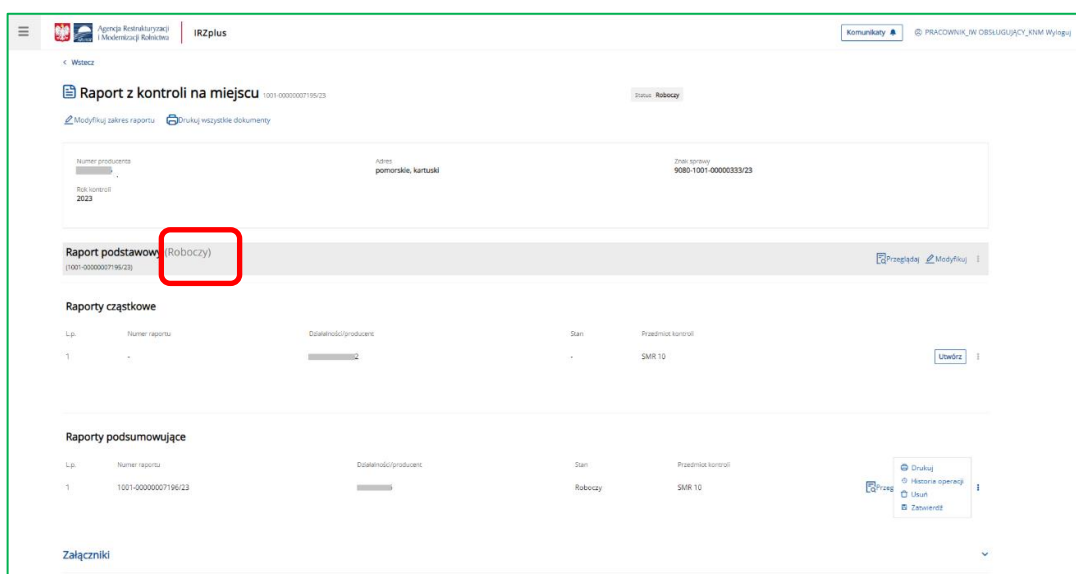 Agencja Restrukturyzacji
i Modernizacji Rolnictwa
IRZplus
Komunikaty
PRACOWNIK_IW OBSŁUGUJĄCY_KNM Wyloguj
< Wstecz
Raport z kontroli na miejscu 1001-00000007195/23
Status Roboczy
Modyfikuj zakres raportu Drukuj wszystkie dokumenty
Numer producenta Adres Znak sprawy
pomorskie, kartuski 9080-1001-00000333/23
Rok kontroli
2023
Raport podstawowy (Roboczy)
(1001-00000007195/23)
Przeglądaj Modyfikuj
Raporty cząstkowe
L.p. Numer raportu Działalności/producent Stan Przedmiot kontroli
1 - 2 - SMR 10 Utwórz
Raporty podsumowujące
L.p. Numer raportu Działalności/producent Stan Przedmiot kontroli
1 1001-00000007196/23 Roboczy SMR 10 Przeg
Drukuj
Historia operacji
Usuń
Zatwierdź
Załączniki